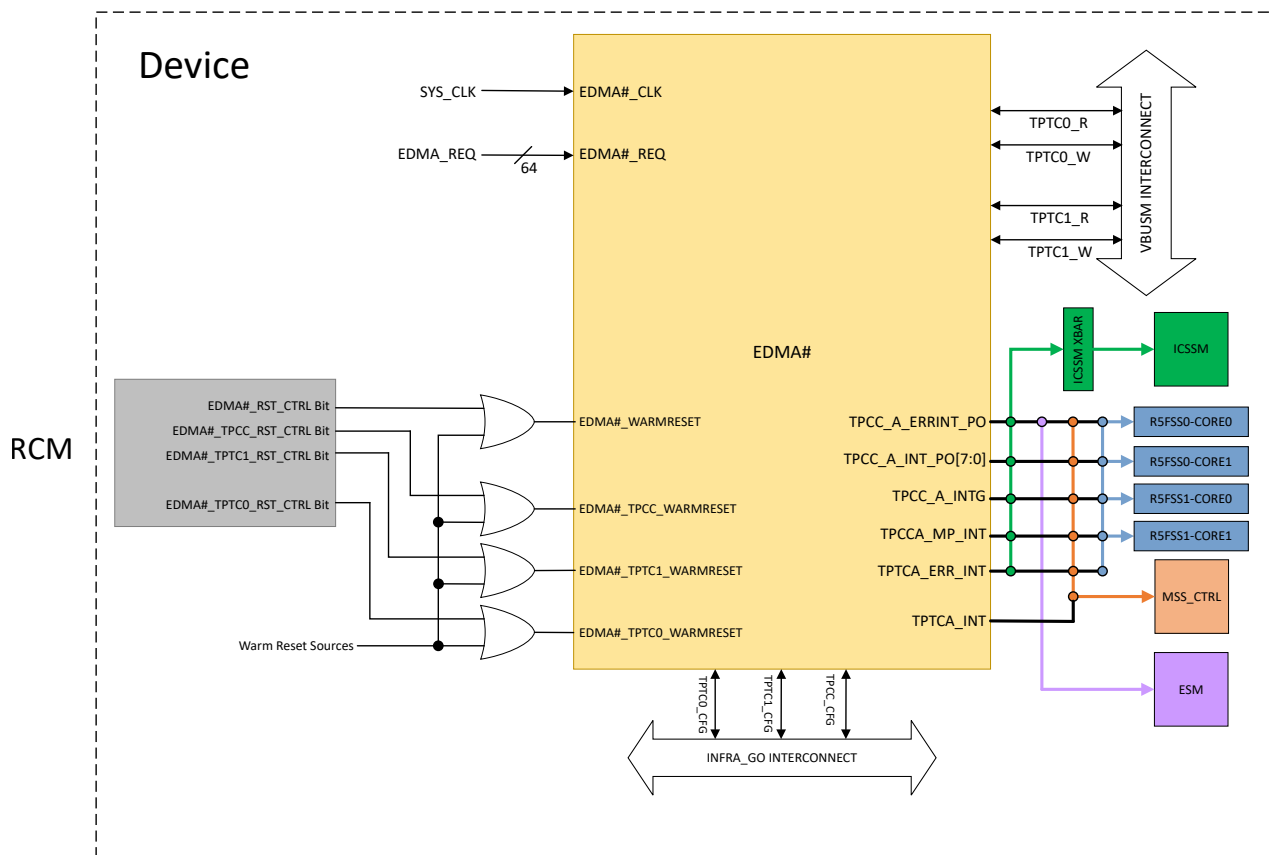 Device
RCM
SYS_CLK
EDMA#_CLK
EDMA_REQ
64
EDMA#_REQ
TPTC0_R
TPTC0_W
TPTC1_R
TPTC1_W
VBUSM INTERCONNECT
EDMA#
ICSSM XBAR
ICSSM
EDMA#_RST_CTRL Bit
EDMA#_TPCC_RST_CTRL Bit
EDMA#_TPTC1_RST_CTRL Bit
EDMA#_TPTC0_RST_CTRL Bit
Warm Reset Sources
EDMA#_WARMRESET
EDMA#_TPCC_WARMRESET
EDMA#_TPTC1_WARMRESET
EDMA#_TPTC0_WARMRESET
TPCC_A_ERRINT_PO
TPCC_A_INT_PO[7:0]
TPCC_A_INTG
TPCCA_MP_INT
TPTCA_ERR_INT
TPTCA_INT
R5FSS0-CORE0
R5FSS0-CORE1
R5FSS1-CORE0
R5FSS1-CORE1
MSS_CTRL
ESM
TPTC0_CFG
TPTC1_CFG
TPCC_CFG
INFRA_GO INTERCONNECT